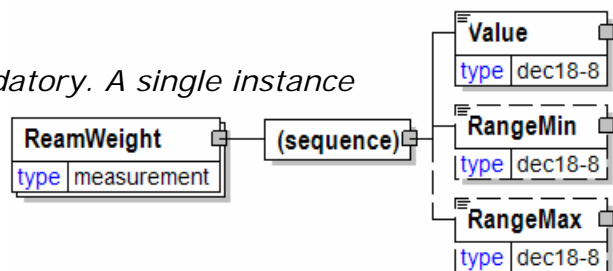 Value
type dec18-8
datory. A single instance
ReamWeight
type measurement
(sequence)
RangeMin
type dec18-8
RangeMax
type dec18-8